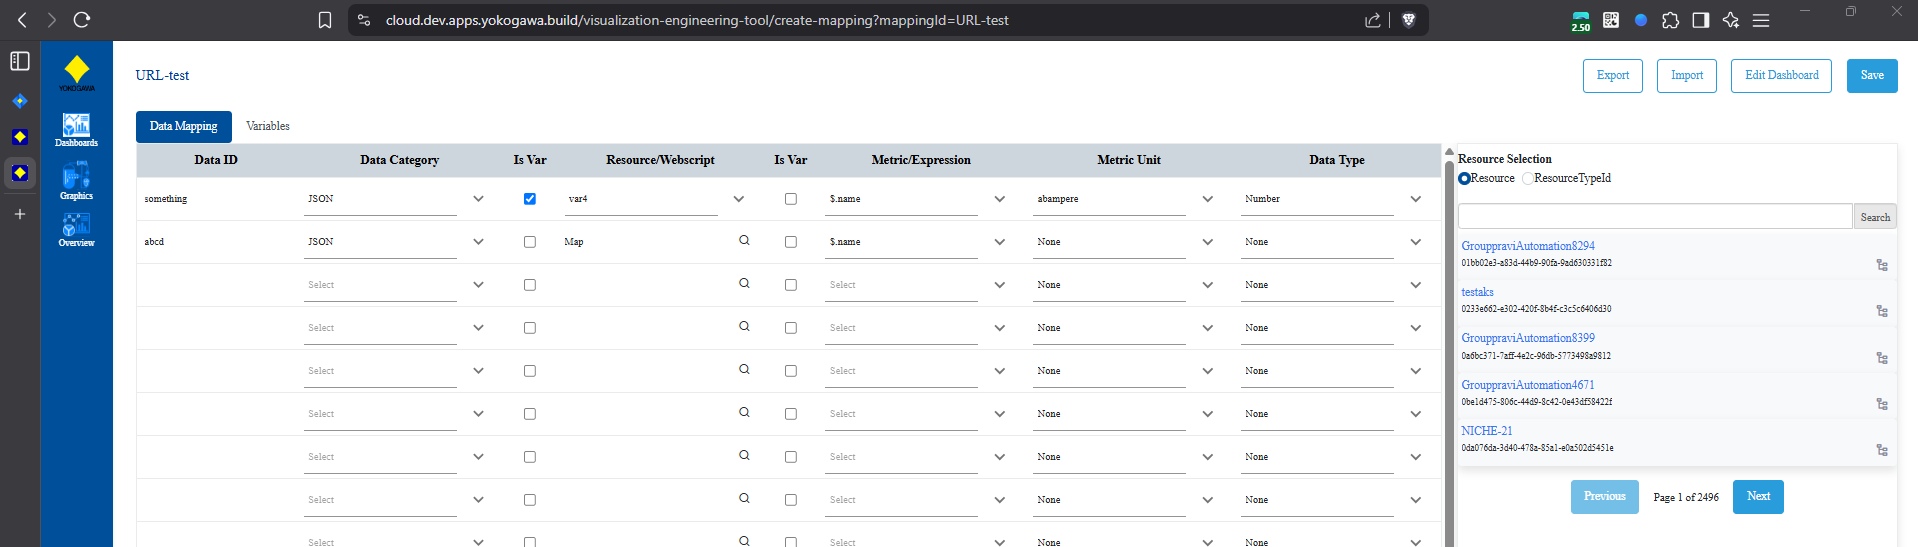 cloud.dev.apps.yokogawa.build/visualization-engineering-tool/create-mapping?mappingId=URL-test
2.50
YOKOGAWA
Dashboards
Graphics
Overview
URL-test
Export Import Edit Dashboard Save
Data Mapping Variables
Data ID Data Category Is Var Resource/Webscript Is Var Metric/Expression Metric Unit Data Type
something JSON var4 $.name abampere Number
abcd JSON Map $.name None None
Select Select None None
Select Select None None
Select Select None None
Select Select None None
Select Select None None
Select Select None None
Select Select None None
Resource Selection
Resource ResourceTypeId
Search
GrouppraviAutomation8294
01bb02e3-a83d-44b9-90fa-9ad630331f82
testaks
0233e662-e302-420f-8b4f-c3c5c6406d30
GrouppraviAutomation8399
0a6bc371-7aff-4e2c-96db-5773498a9812
GrouppraviAutomation4671
0be1d475-806c-44d9-8c42-0e43df58422f
NICHE-21
0da076da-3d40-478a-85a1-e0a502d5451e
Previous Page 1 of 2496 Next